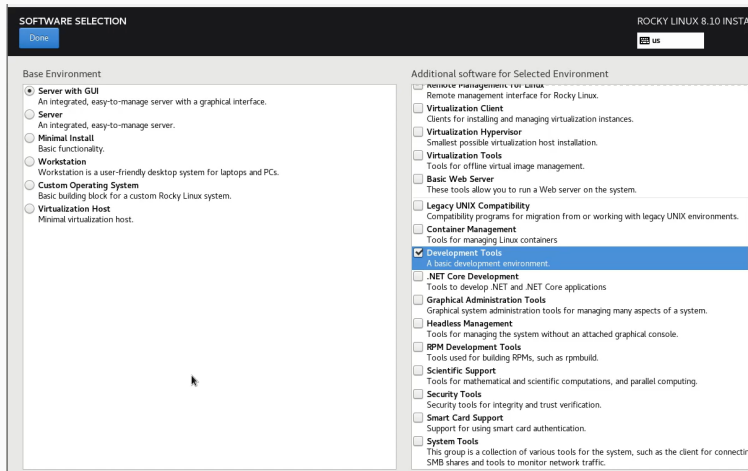 SOFTWARE SELECTION
ROCKY LINUX 8.10 INSTA
Done
us
Base Environment
Server with GUI
An integrated, easy-to-manage server with a graphical interface.
Server
An integrated, easy-to-manage server.
Minimal Install
Basic functionality.
Workstation
Workstation is a user-friendly desktop system for laptops and PCs.
Custom Operating System
Basic building block for a custom Rocky Linux system.
Virtualization Host
Minimal virtualization host.
Additional software for Selected Environment
Remote Management for Linux
Remote management interface for Rocky Linux.
Virtualization Client
Clients for installing and managing virtualization instances.
Virtualization Hypervisor
Smallest possible virtualization host installation.
Virtualization Tools
Tools for offline virtual image management.
Basic Web Server
These tools allow you to run a Web server on the system.
Legacy UNIX Compatibility
Compatibility programs for migration from or working with legacy UNIX environments.
Container Management
Tools for managing Linux containers
Development Tools
A basic development environment.
.NET Core Development
Tools to develop .NET and .NET Core applications
Graphical Administration Tools
Graphical system administration tools for managing many aspects of a system.
Headless Management
Tools for managing the system without an attached graphical console.
RPM Development Tools
Tools used for building RPMs, such as rpmbuild.
Scientific Support
Tools for mathematical and scientific computations, and parallel computing.
Security Tools
Security tools for integrity and trust verification.
Smart Card Support
Support for using smart card authentication.
System Tools
This group is a collection of various tools for the system, such as the client for connectin
SMB shares and tools to monitor network traffic.